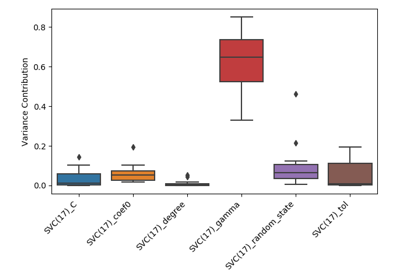 Variance Contribution
0.8
0.6
0.4
0.2
0.0
SVC(17)_C
SVC(17)_coef0
SVC(17)_degree
SVC(17)_gamma
SVC(17)_random_state
SVC(17)_tol